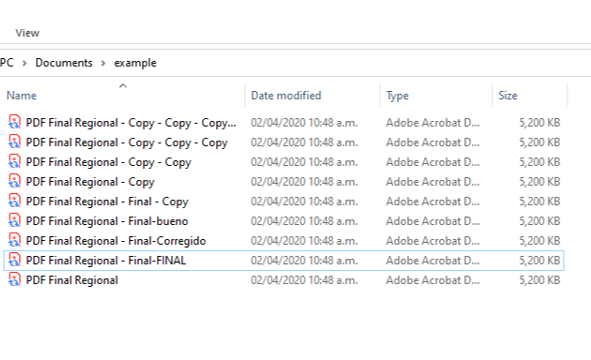 View
PC > Documents > example
Name Date modified Type Size
PDF Final Regional - Copy - Copy - Copy... 02/04/2020 10:48 a.m. Adobe Acrobat D... 5,200 KB
PDF Final Regional - Copy - Copy - Copy 02/04/2020 10:48 a.m. Adobe Acrobat D... 5,200 KB
PDF Final Regional - Copy - Copy 02/04/2020 10:48 a.m. Adobe Acrobat D... 5,200 KB
PDF Final Regional - Copy 02/04/2020 10:48 a.m. Adobe Acrobat D... 5,200 KB
PDF Final Regional - Final - Copy 02/04/2020 10:48 a.m. Adobe Acrobat D... 5,200 KB
PDF Final Regional - Final-bueno 02/04/2020 10:48 a.m. Adobe Acrobat D... 5,200 KB
PDF Final Regional - Final-Corregido 02/04/2020 10:48 a.m. Adobe Acrobat D... 5,200 KB
PDF Final Regional - Final-FINAL 02/04/2020 10:48 a.m. Adobe Acrobat D... 5,200 KB
PDF Final Regional 02/04/2020 10:48 a.m. Adobe Acrobat D... 5,200 KB